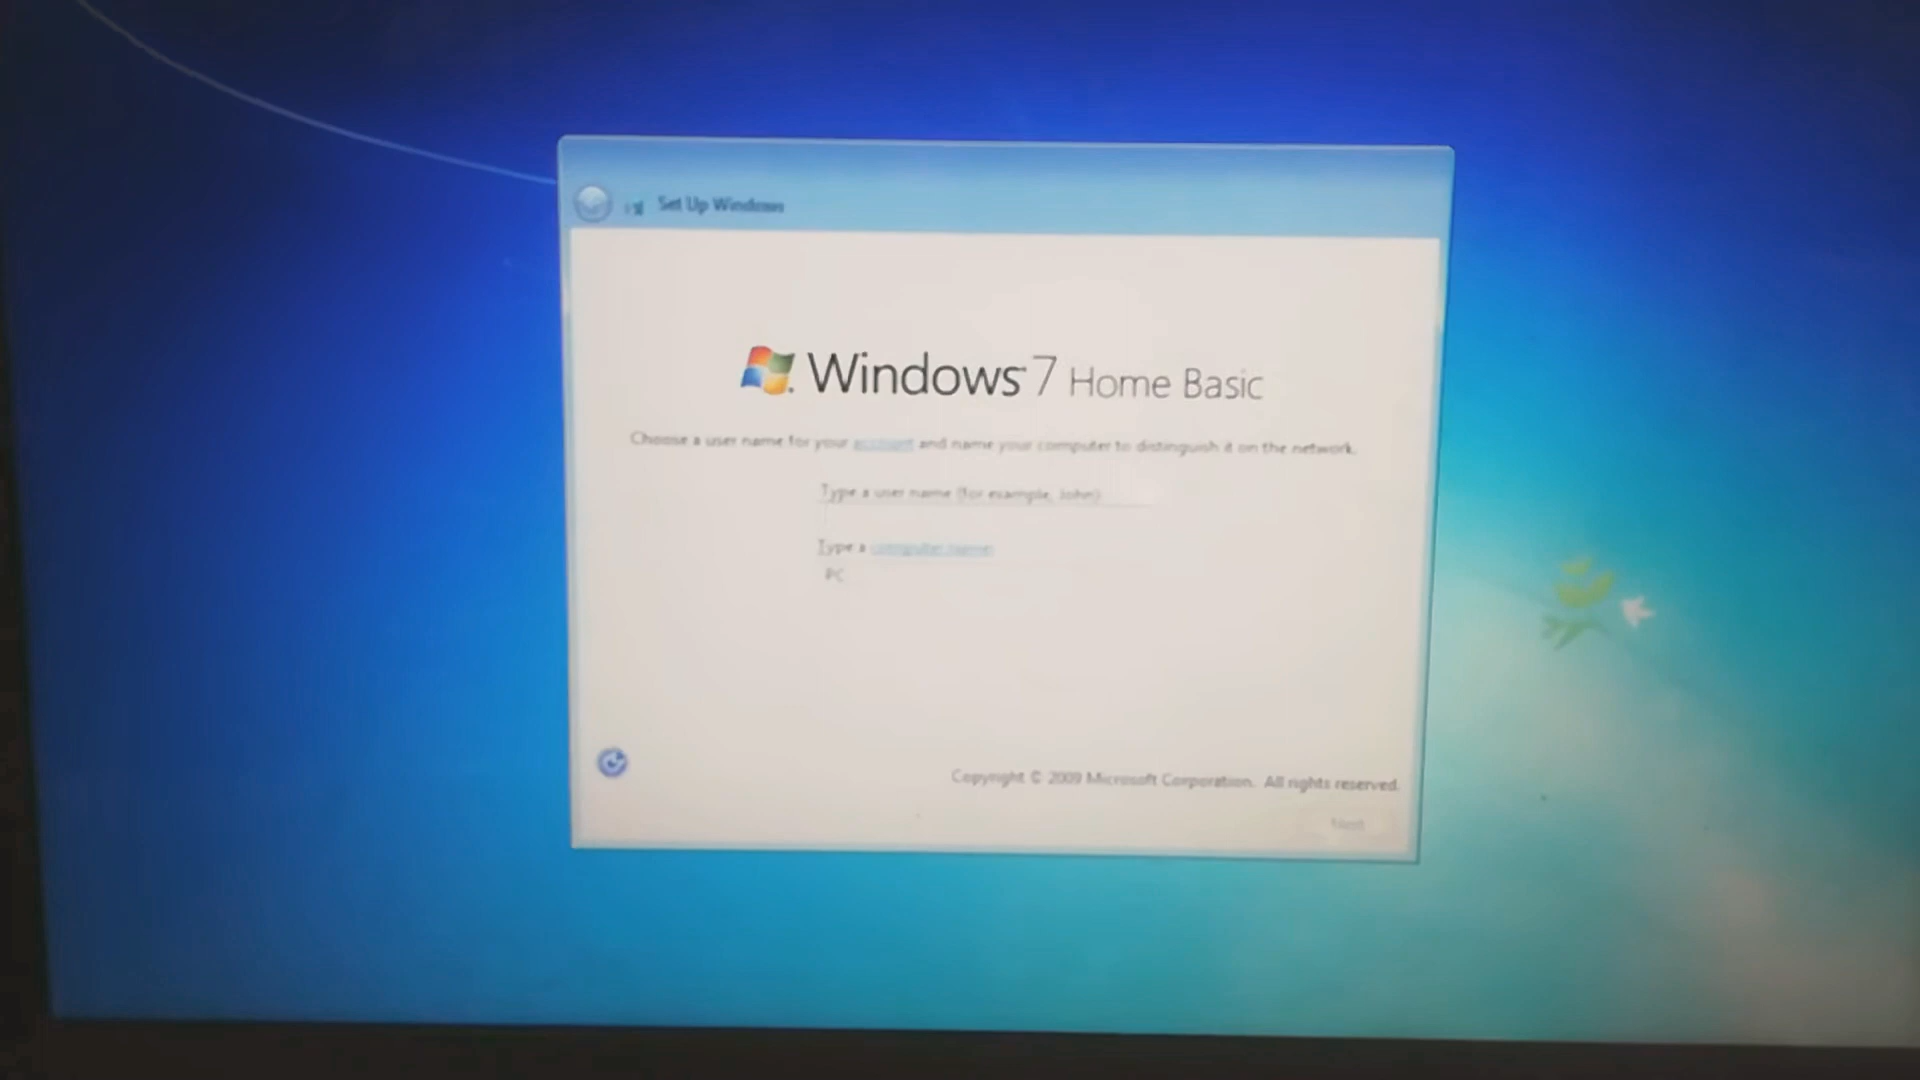 Set Up Windows
Windows 7 Home Basic
Choose a user name for your account and name your computer to distinguish it on the network.
Type a user name (for example, John):
Type a computer name:
PC
Copyright © 2009 Microsoft Corporation. All rights reserved.
Next